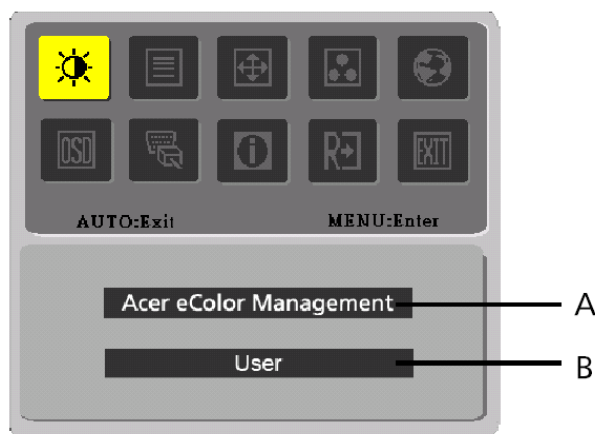 OSD
i
R
EXIT
AUTO:Exit MENU:Enter
Acer eColor Management A
User B